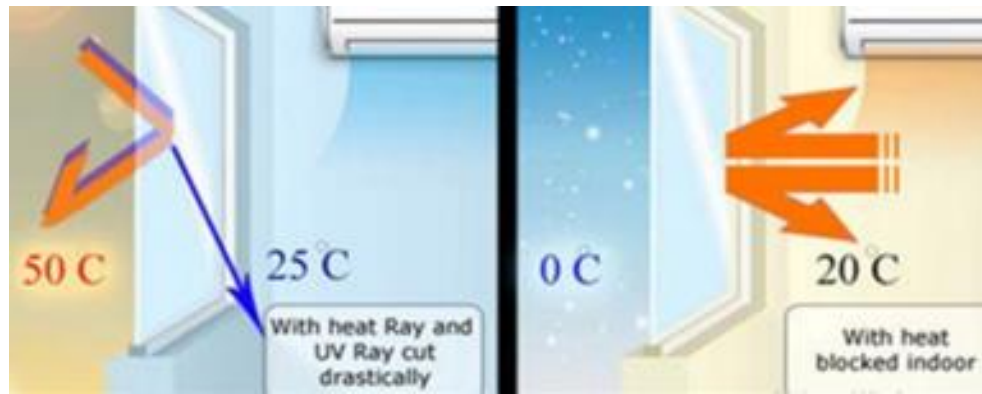 50 C
25 °C
With heat Ray and
UV Ray cut
drastically
0 °C
20 °C
With heat
blocked indoor